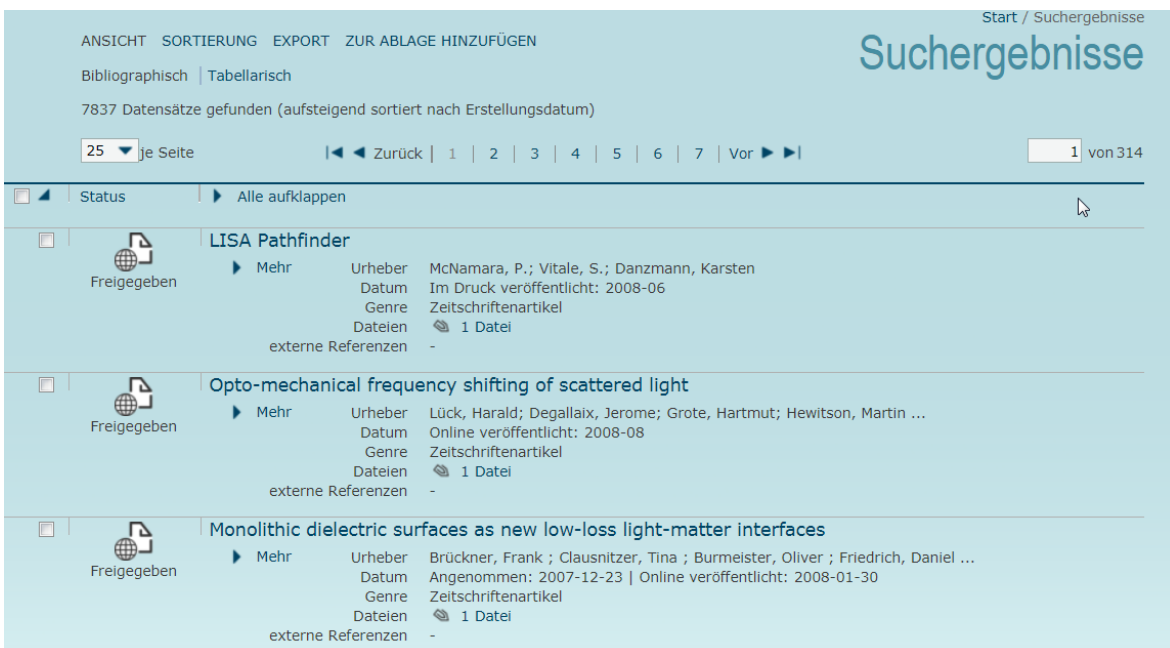 Start / Suchergebnisse
ANSICHT SORTIERUNG EXPORT ZUR ABLAGE HINZUFÜGEN
Suchergebnisse
Bibliographisch | Tabellarisch
7837 Datensätze gefunden (aufsteigend sortiert nach Erstellungsdatum)
25 je Seite Zurück | 1 | 2 | 3 | 4 | 5 | 6 | 7 | Vor 1 von 314
Status Alle aufklappen
LISA Pathfinder
Freigegeben
Mehr Urheber McNamara, P.; Vitale, S.; Danzmann, Karsten
Datum Im Druck veröffentlicht: 2008-06
Genre Zeitschriftenartikel
Dateien 1 Datei
externe Referenzen -
Opto-mechanical frequency shifting of scattered light
Freigegeben
Mehr Urheber Lück, Harald; Degallaix, Jerome; Grote, Hartmut; Hewitson, Martin ...
Datum Online veröffentlicht: 2008-08
Genre Zeitschriftenartikel
Dateien 1 Datei
externe Referenzen -
Monolithic dielectric surfaces as new low-loss light-matter interfaces
Freigegeben
Mehr Urheber Brückner, Frank ; Clausnitzer, Tina ; Burmeister, Oliver ; Friedrich, Daniel ...
Datum Angenommen: 2007-12-23 | Online veröffentlicht: 2008-01-30
Genre Zeitschriftenartikel
Dateien 1 Datei
externe Referenzen -